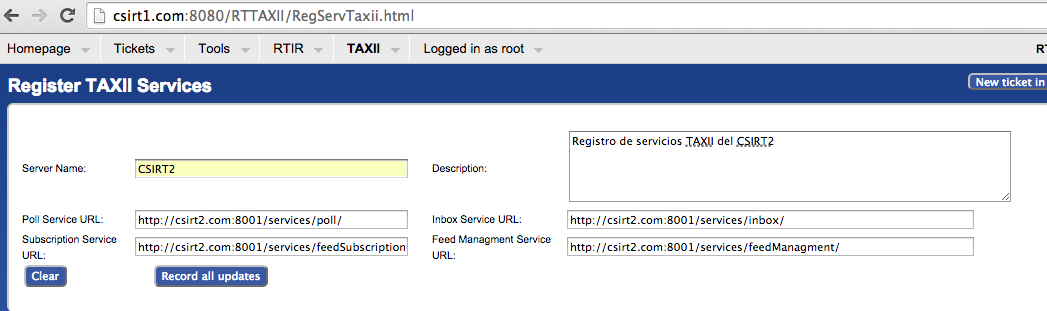 csirt1.com:8080/RTTAXII/RegServTaxii.html
Homepage Tickets Tools RTIR TAXII Logged in as root RT
Register TAXII Services New ticket in
Server Name: CSIRT2 Description: Registro de servicios TAXII del CSIRT2
Poll Service URL: http://csirt2.com:8001/services/poll/ Inbox Service URL: http://csirt2.com:8001/services/inbox/
Subscription Service URL: http://csirt2.com:8001/services/feedSubscription Feed Managment Service URL: http://csirt2.com:8001/services/feedManagment/
Clear Record all updates